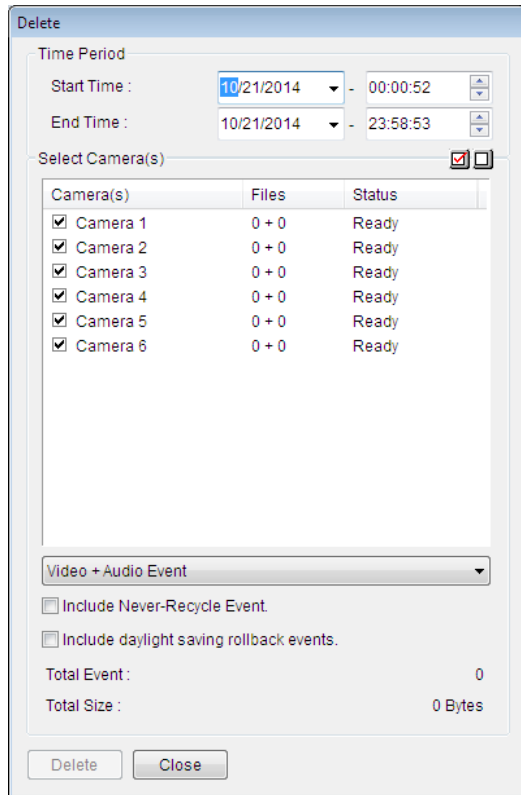 Delete
Time Period
Start Time : 10/21/2014 - 00:00:52
End Time : 10/21/2014 - 23:58:53
Select Camera(s)
Camera(s) Files Status
Camera 1 0 + 0 Ready
Camera 2 0 + 0 Ready
Camera 3 0 + 0 Ready
Camera 4 0 + 0 Ready
Camera 5 0 + 0 Ready
Camera 6 0 + 0 Ready
Video + Audio Event
Include Never-Recycle Event.
Include daylight saving rollback events.
Total Event : 0
Total Size : 0 Bytes
Delete Close